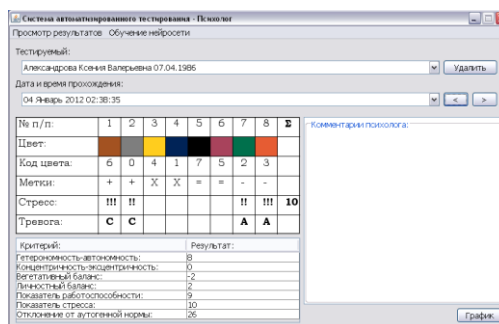 Система автоматизированного тестирования - Психолог
Просмотр результатов Обучение нейросети
Тестируемый:
Александрова Ксения Валерьевна 07.04.1986
Удалить
Дата и время прохождения:
04 Январь 2012 02:38:35
< >
№ п/п: 1 2 3 4 5 6 7 8 Σ
Цвет:
Код цвета: 6 0 4 1 7 5 2 3
Метки: + + X X = = - -
Стресс: !!! !! !! !!! 10
Тревога: C C A A
Комментарии психолога:
Критерий: Результат:
Гетерономность-автономность: 8
Концентричность-эксцентричность: 0
Вегетативный баланс: -2
Личностный баланс: 2
Показатель работоспособности: 9
Показатель стресса: 10
Отклонение от аутогенной нормы: 26
График